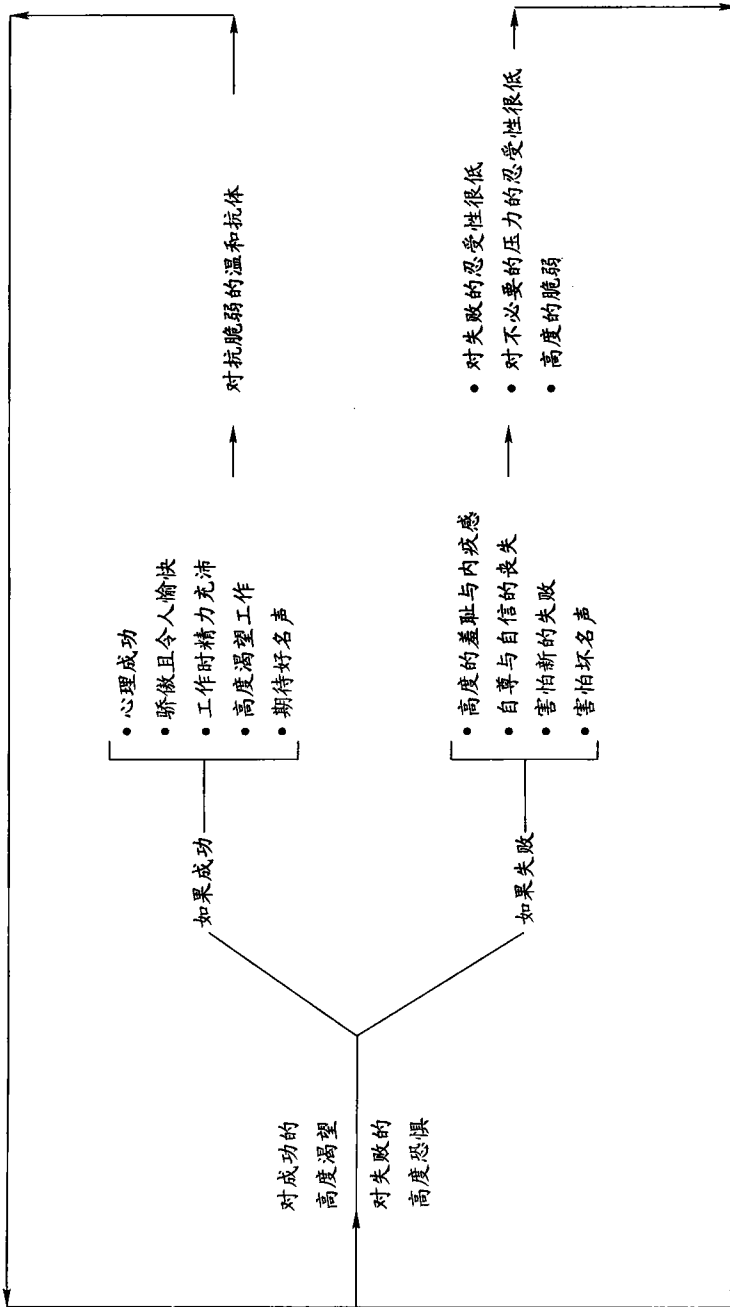 对成功的
高度渴望
对失败的
高度恐惧
如果成功
• 心理成功
• 骄傲且令人愉快
• 工作时精力充沛
• 高度渴望工作
• 期待好名声
对抗脆弱的温和抗体
如果失败
• 高度的羞耻与内疚感
• 自尊与自信的丧失
• 害怕新的失败
• 害怕坏名声
• 对失败的忍受性很低
• 对不必要的压力的忍受性很低
• 高度的脆弱